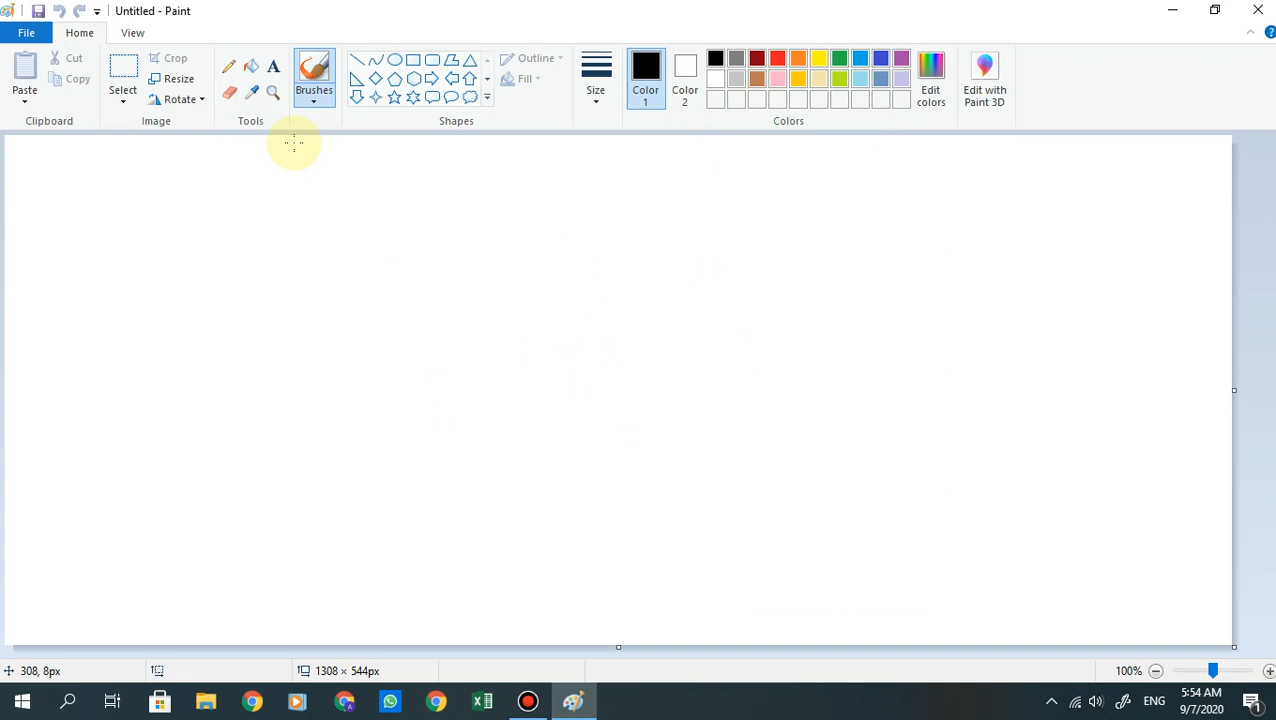 Untitled - Paint
File Home View
Paste Cut Copy Clipboard
Select Crop Resize Rotate Image
A Tools
Brushes
Outline Fill Shapes
Size
Color 1 Color 2 Edit colors Colors
Edit with Paint 3D
308, 8px 1308 × 544px 100%
ENG 5:54 AM
9/7/2020 1